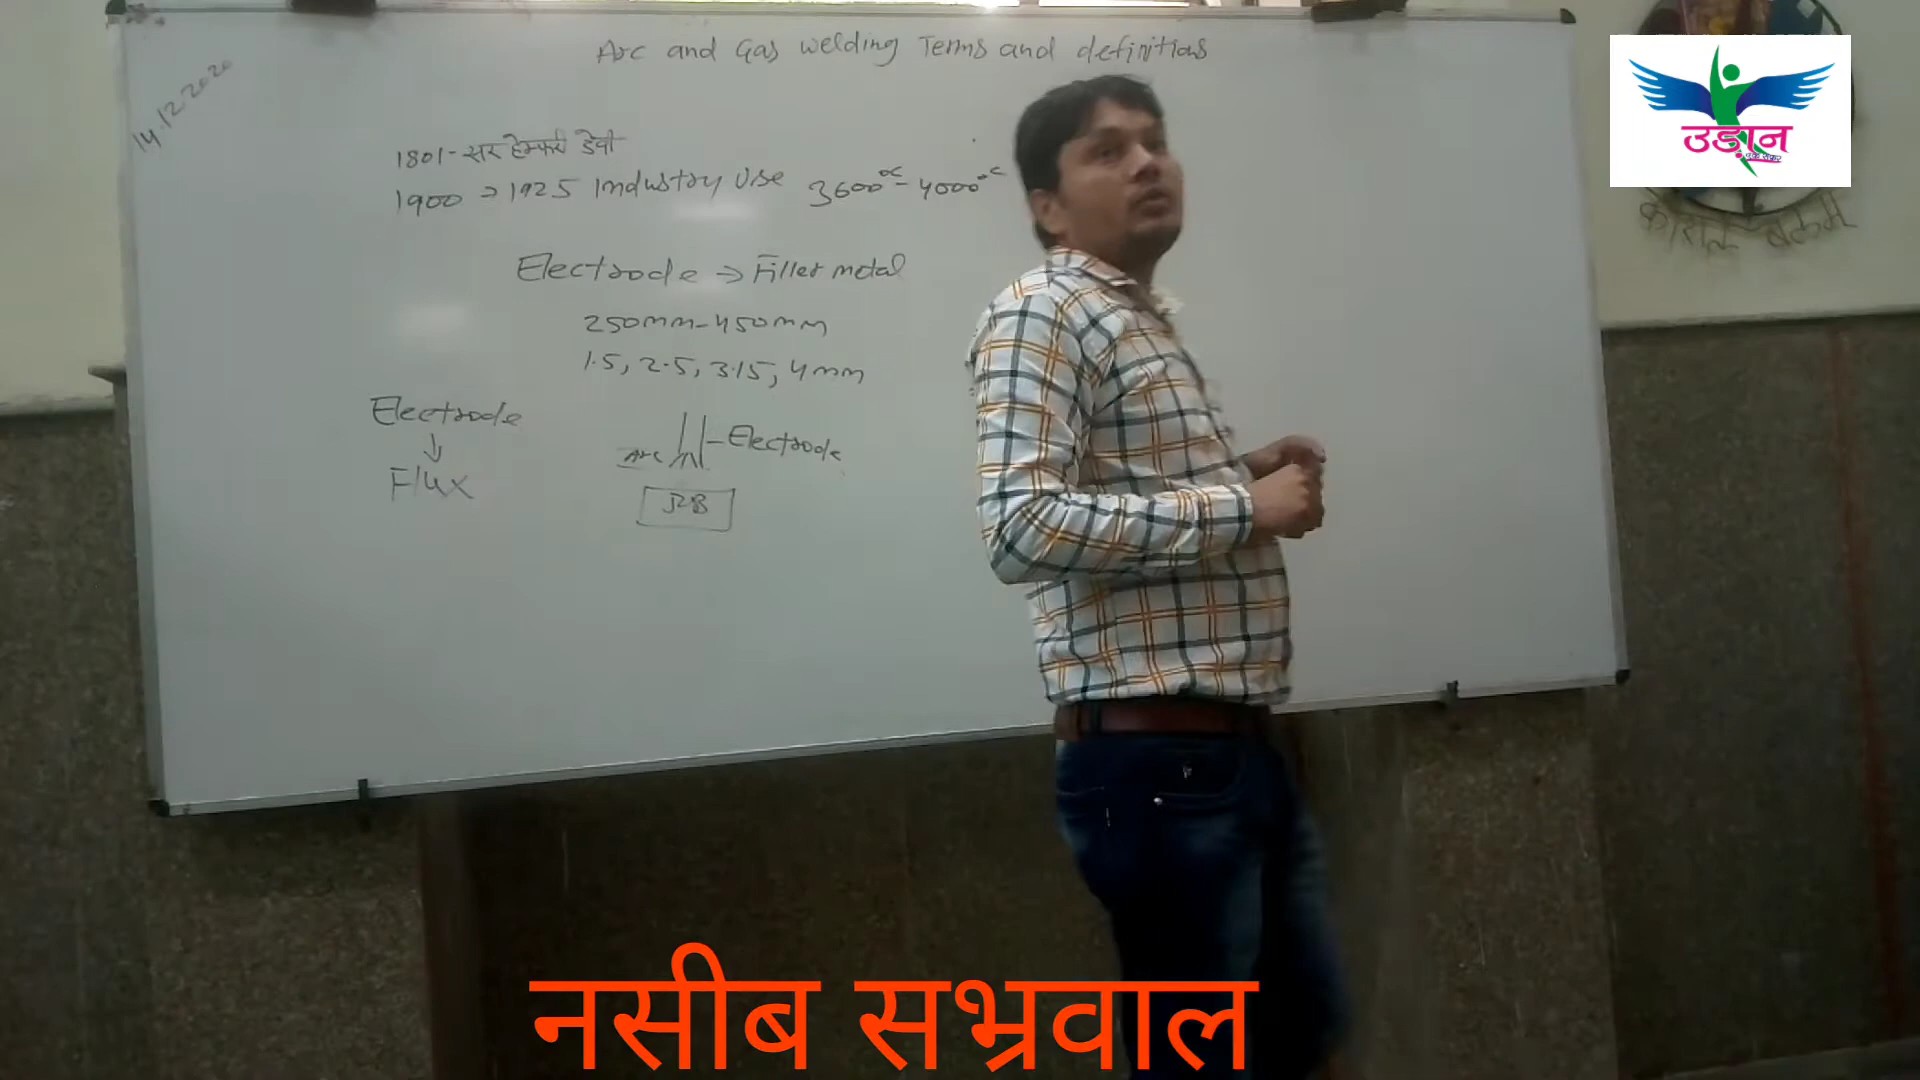 Arc and Gas welding Terms and definitions
14.12.2020
1801- सर हेम्फरी डेवी
1900 → 1925 Industry Use 3600°C - 4000°C
Electrode → Filler metal
250mm - 450mm
1.5, 2.5, 3.15, 4mm
Electrode
↓
Flux
Arc
Electrode
उड़ान
कौशल
नसीब सभ्रवाल